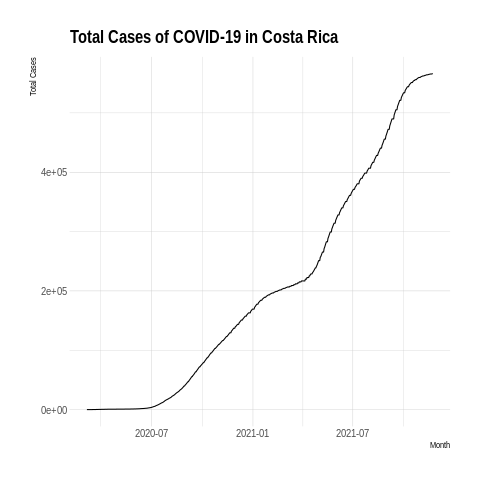 Total Cases of COVID-19 in Costa Rica
Total Cases
4e+05
2e+05
0e+00
2020-07 2021-01 2021-07
Month